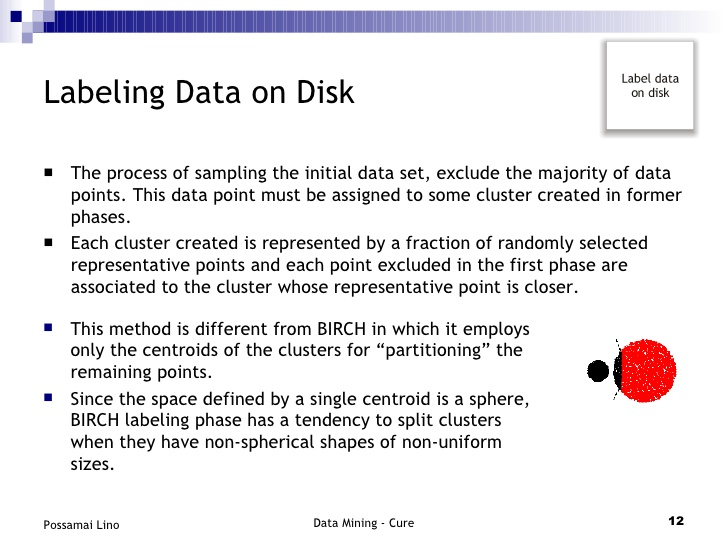 Label data
on disk
Labeling Data on Disk
The process of sampling the initial data set, exclude the majority of data
points. This data point must be assigned to some cluster created in former
phases.
Each cluster created is represented by a fraction of randomly selected
representative points and each point excluded in the first phase are
associated to the cluster whose representative point is closer.
This method is different from BIRCH in which it employs
only the centroids of the clusters for “partitioning” the
remaining points.
Since the space defined by a single centroid is a sphere,
BIRCH labeling phase has a tendency to split clusters
when they have non-spherical shapes of non-uniform
sizes.
Possamai Lino
Data Mining - Cure
12